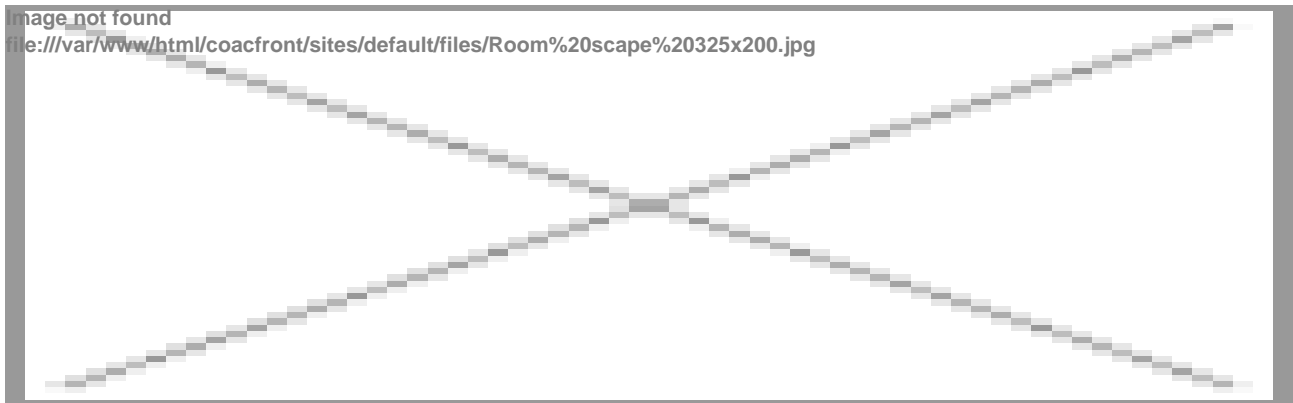 Image not found
file:///var/www/html/coacfront/sites/default/files/Room%20scape%20325x200.jpg